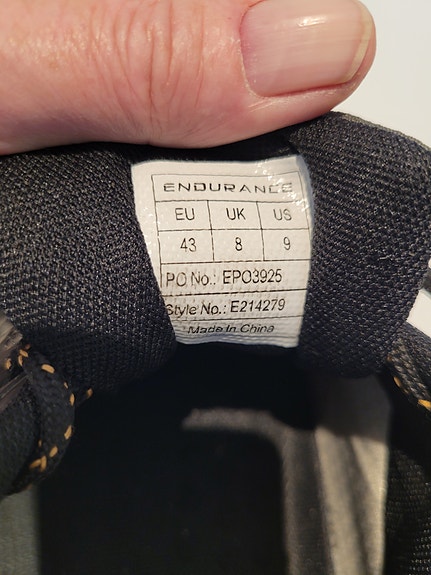 ENDURANCE
EU UK US
43 8 9
PO No.: EPO3925
Style No.: E214279
Made In China